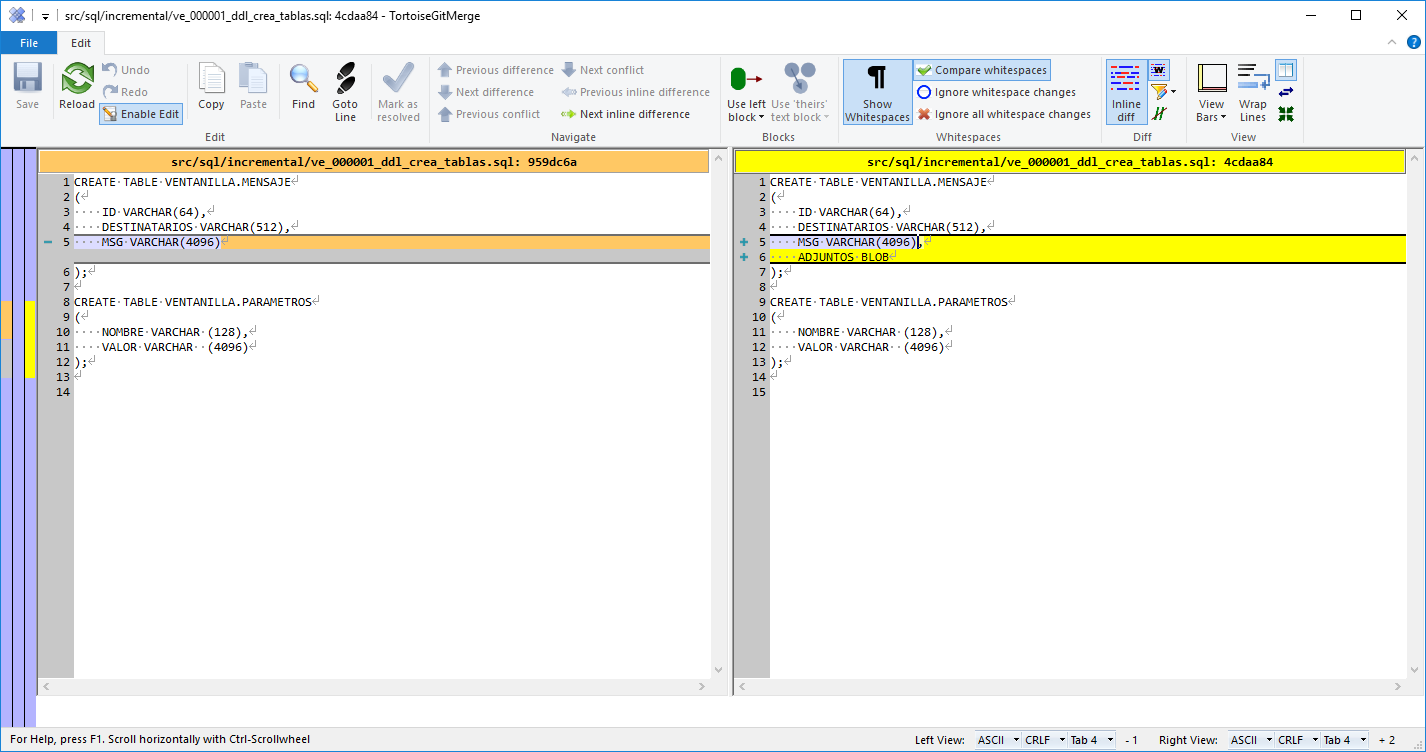 src/sql/incremental/ve_000001_ddl_crea_tablas.sql: 4cdaa84 - TortoiseGitMerge
File
Edit
Save
Reload
Undo
Redo
Enable Edit
Copy
Paste
Find
Goto
Line
Mark as
resolved
Edit
Previous difference
Next difference
Previous conflict
Next conflict
Previous inline difference
Next inline difference
Navigate
Use left
block
Use 'theirs'
text block
Blocks
Show
Whitespaces
Compare whitespaces
Ignore whitespace changes
Ignore all whitespace changes
Whitespaces
Inline
diff
Diff
View
Bars
Wrap
Lines
View
src/sql/incremental/ve_000001_ddl_crea_tablas.sql: 959dc6a
1 CREATE·TABLE·VENTANILLA.MENSAJE↵
2 (↵
3 ····ID·VARCHAR(64),↵
4 ····DESTINATARIOS·VARCHAR(512),↵
5 ····MSG·VARCHAR(4096)↵
6 );↵
7 ↵
8 CREATE·TABLE·VENTANILLA.PARAMETROS↵
9 (↵
10 ····NOMBRE·VARCHAR·(128),↵
11 ····VALOR·VARCHAR··(4096)↵
12 );↵
13 ↵
14
src/sql/incremental/ve_000001_ddl_crea_tablas.sql: 4cdaa84
1 CREATE·TABLE·VENTANILLA.MENSAJE↵
2 (↵
3 ····ID·VARCHAR(64),↵
4 ····DESTINATARIOS·VARCHAR(512),↵
5 ····MSG·VARCHAR(4096),↵
6 ····ADJUNTOS·BLOB↵
7 );↵
8 ↵
9 CREATE·TABLE·VENTANILLA.PARAMETROS↵
10 (↵
11 ····NOMBRE·VARCHAR·(128),↵
12 ····VALOR·VARCHAR··(4096)↵
13 );↵
14 ↵
15
For Help, press F1. Scroll horizontally with Ctrl-Scrollwheel
Left View: ASCII CRLF Tab 4 - 1
Right View: ASCII CRLF Tab 4 + 2